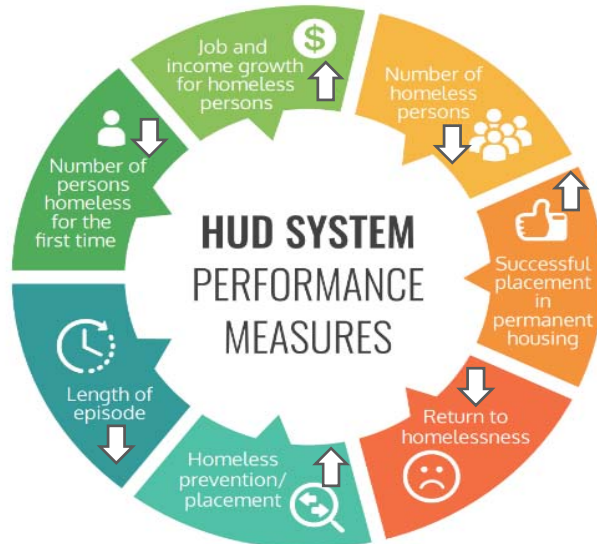 HUD SYSTEM
PERFORMANCE
MEASURES
Job and
income growth
for homeless
persons
$
Number of
homeless
persons
Successful
placement
in
permanent
housing
Return to
homelessness
Homeless
prevention/
placement
Length of
episode
Number of
persons
homeless
for the
first time